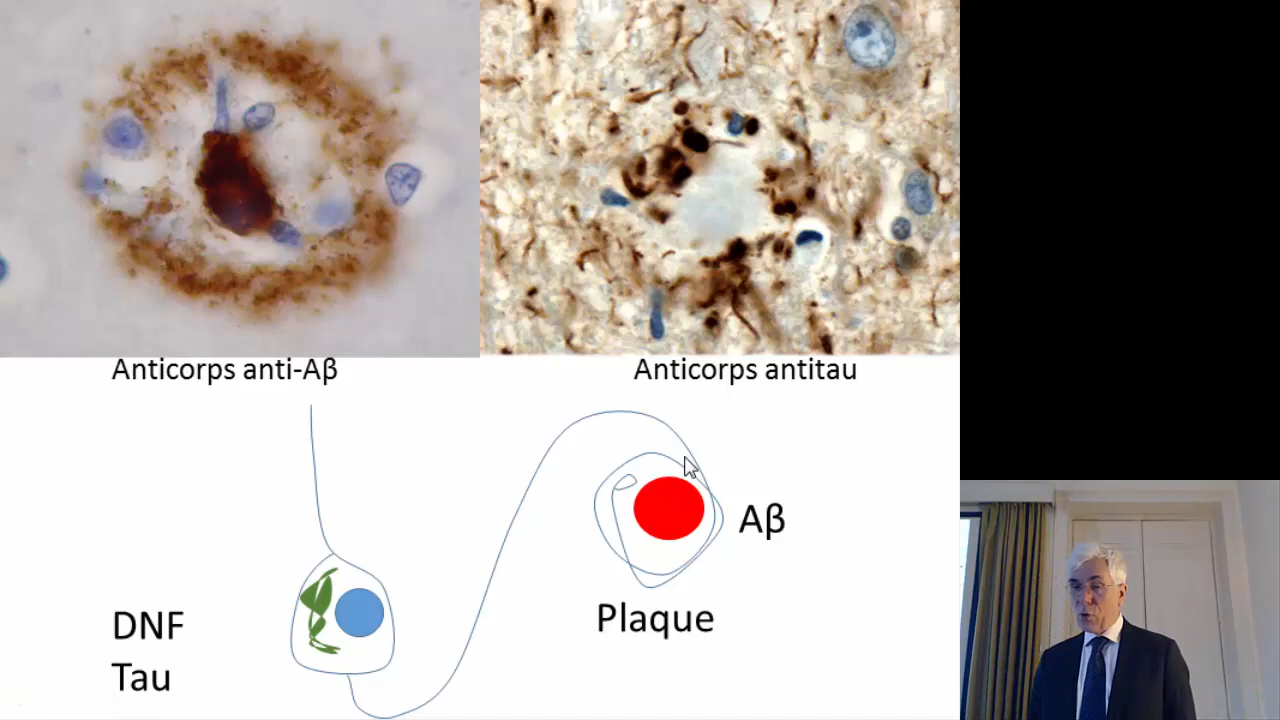 Anticorps anti-Aβ
Anticorps antitau
Aβ
DNF
Tau
Plaque